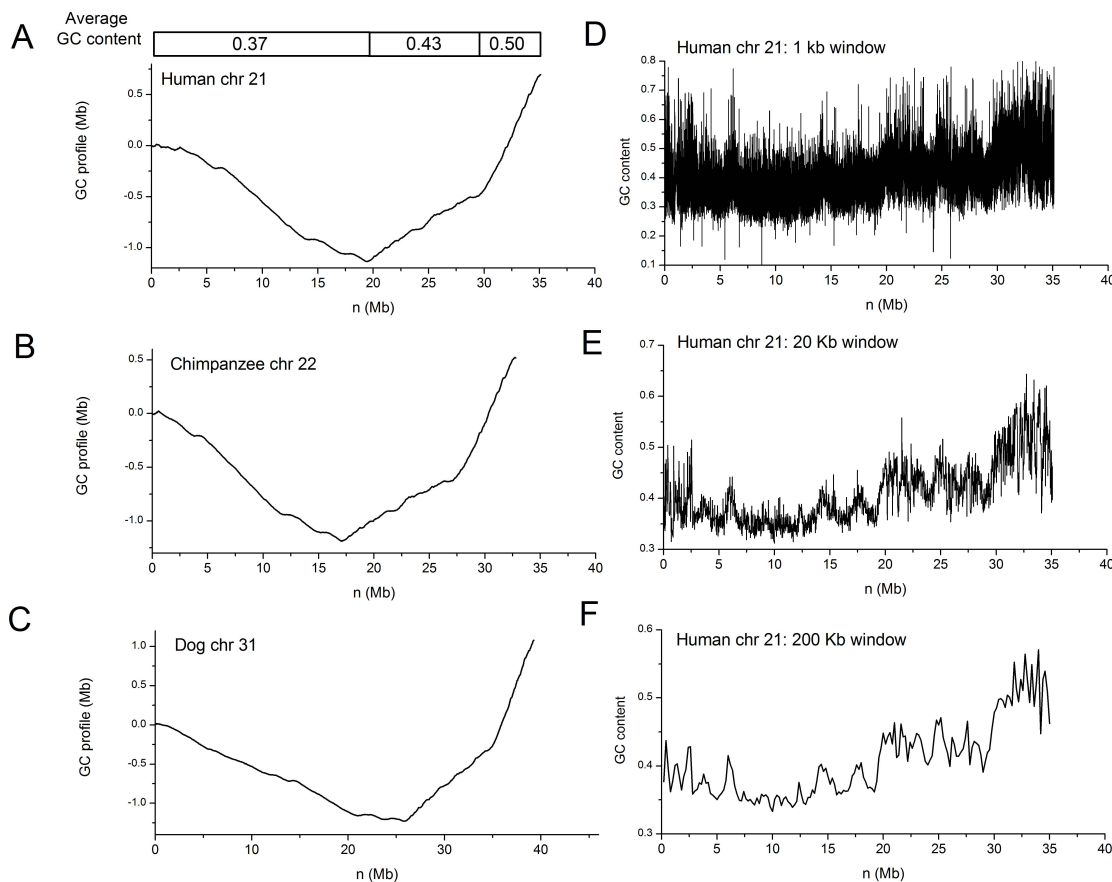 A
Average
GC content
0.37 0.43 0.50
Human chr 21
GC profile (Mb)
0.5
0.0
-0.5
-1.0
0 5 10 15 20 25 30 35 40
n (Mb)
B
Chimpanzee chr 22
GC profile (Mb)
0.5
0.0
-0.5
-1.0
0 5 10 15 20 25 30 35 40
n (Mb)
C
Dog chr 31
GC profile (Mb)
1.0
0.5
0.0
-0.5
-1.0
0 10 20 30 40
n (Mb)
D
Human chr 21: 1 kb window
GC content
0.8
0.7
0.6
0.5
0.4
0.3
0.2
0.1
0 5 10 15 20 25 30 35 40
n (Mb)
E
Human chr 21: 20 Kb window
GC content
0.7
0.6
0.5
0.4
0.3
0 5 10 15 20 25 30 35 40
n (Mb)
F
Human chr 21: 200 Kb window
GC content
0.6
0.5
0.4
0.3
0 5 10 15 20 25 30 35 40
n (Mb)